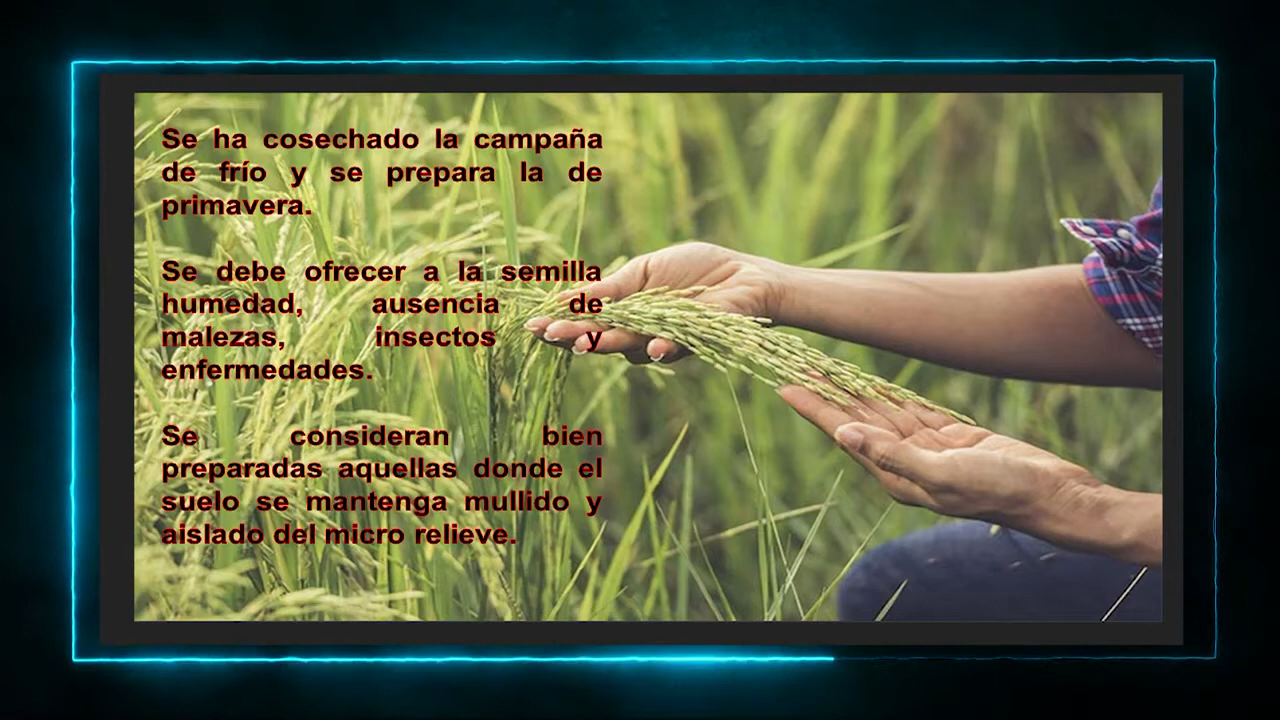 Se ha cosechado la campaña
de frío y se prepara la de
primavera.
Se debe ofrecer a la semilla
humedad, ausencia de
malezas, insectos y
enfermedades.
Se consideran bien
preparadas aquellas donde el
suelo se mantenga mullido y
aislado del micro relieve.